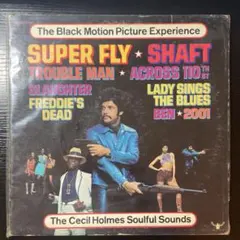 The Black Motion Picture Experience
SUPER FLY ★ SHAFT
TROUBLE MAN ★ ACROSS 110TH ST
SLAUGHTER
FREDDIE'S DEAD
LADY SINGS THE BLUES
BEN ★ 2001
The Cecil Holmes Soulful Sounds